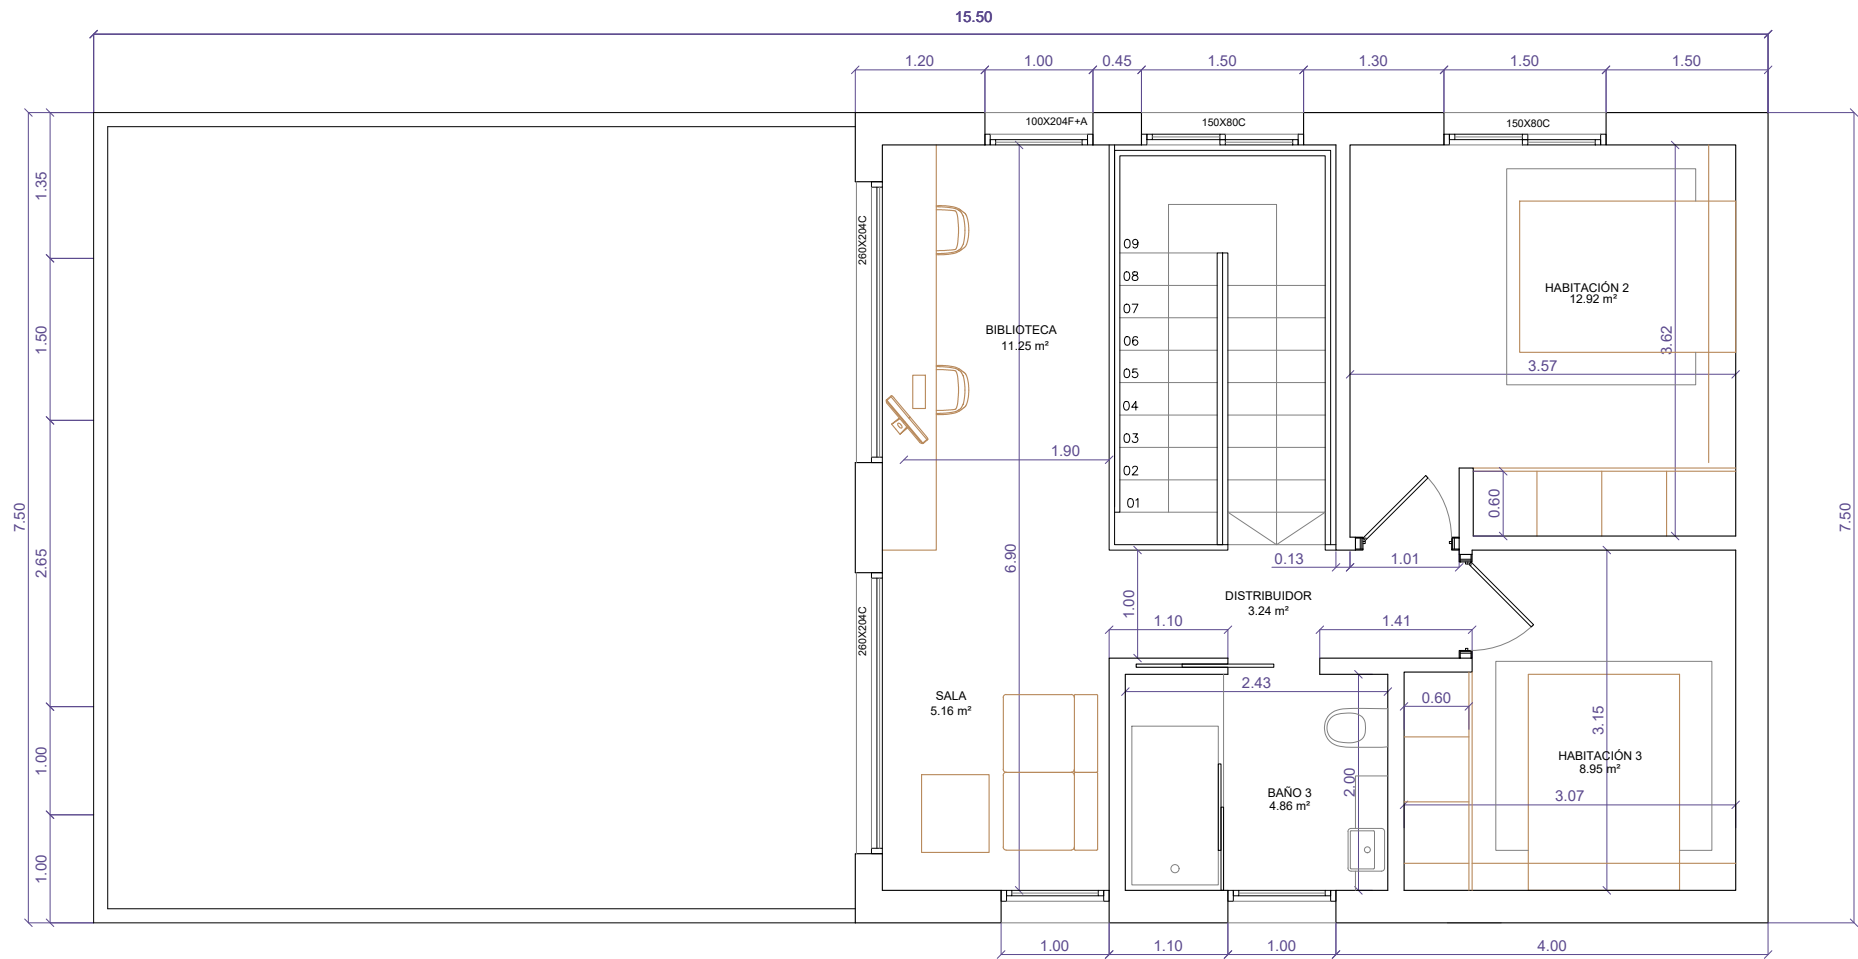 15.50
1.20
1.00
0.45
1.50
1.30
1.50
1.50
100X204F+A
150X80C
150X80C
1.35
1.50
2.65
1.00
1.00
7.50
7.50
260X204C
260X204C
09
08
07
06
05
04
03
02
01
BIBLIOTECA
11.25 m²
1.90
6.90
HABITACIÓN 2
12.92 m²
3.62
3.57
0.60
0.13
1.01
DISTRIBUIDOR
3.24 m²
1.00
1.10
1.41
SALA
5.16 m²
2.43
0.60
3.15
HABITACIÓN 3
8.95 m²
3.07
BAÑO 3
4.86 m²
2.00
1.00
1.10
1.00
4.00